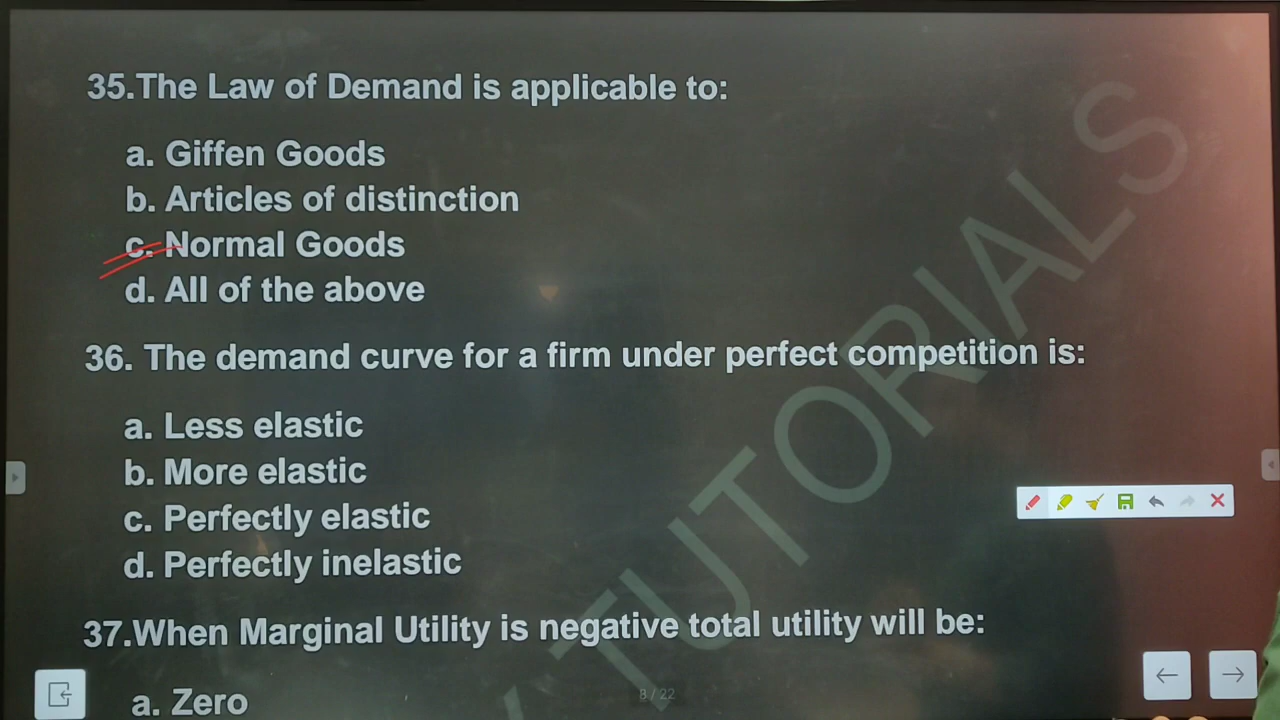 35.The Law of Demand is applicable to:
a. Giffen Goods
b. Articles of distinction
c. Normal Goods
d. All of the above
36. The demand curve for a firm under perfect competition is:
a. Less elastic
b. More elastic
c. Perfectly elastic
d. Perfectly inelastic
37.When Marginal Utility is negative total utility will be:
a. Zero
8 / 22
TUTORIALS